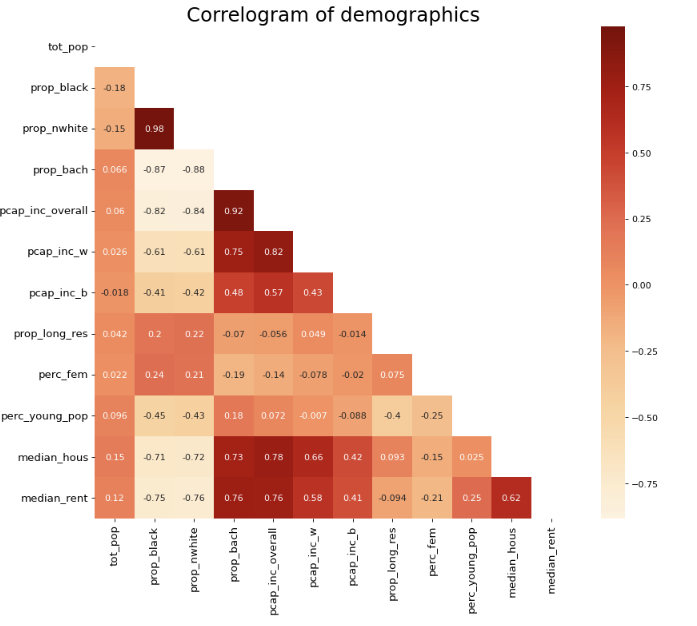 Correlogram of demographics
tot_pop
prop_black -0.18
prop_nwhite -0.15 0.98
prop_bach 0.066 -0.87 -0.88
pcap_inc_overall 0.06 -0.82 -0.84 0.92
pcap_inc_w 0.026 -0.61 -0.61 0.75 0.82
pcap_inc_b -0.018 -0.41 -0.42 0.48 0.57 0.43
prop_long_res 0.042 0.2 0.22 -0.07 -0.056 0.049 -0.014
perc_fem 0.022 0.24 0.21 -0.19 -0.14 -0.078 -0.02 0.075
perc_young_pop 0.096 -0.45 -0.43 0.18 0.072 -0.007 -0.088 -0.4 -0.25
median_hous 0.15 -0.71 -0.72 0.73 0.78 0.66 0.42 0.093 -0.15 0.025
median_rent 0.12 -0.75 -0.76 0.76 0.76 0.58 0.41 -0.094 -0.21 0.25 0.62
tot_pop
prop_black
prop_nwhite
prop_bach
pcap_inc_overall
pcap_inc_w
pcap_inc_b
prop_long_res
perc_fem
perc_young_pop
median_hous
median_rent
0.75
0.50
0.25
0.00
−0.25
−0.50
−0.75